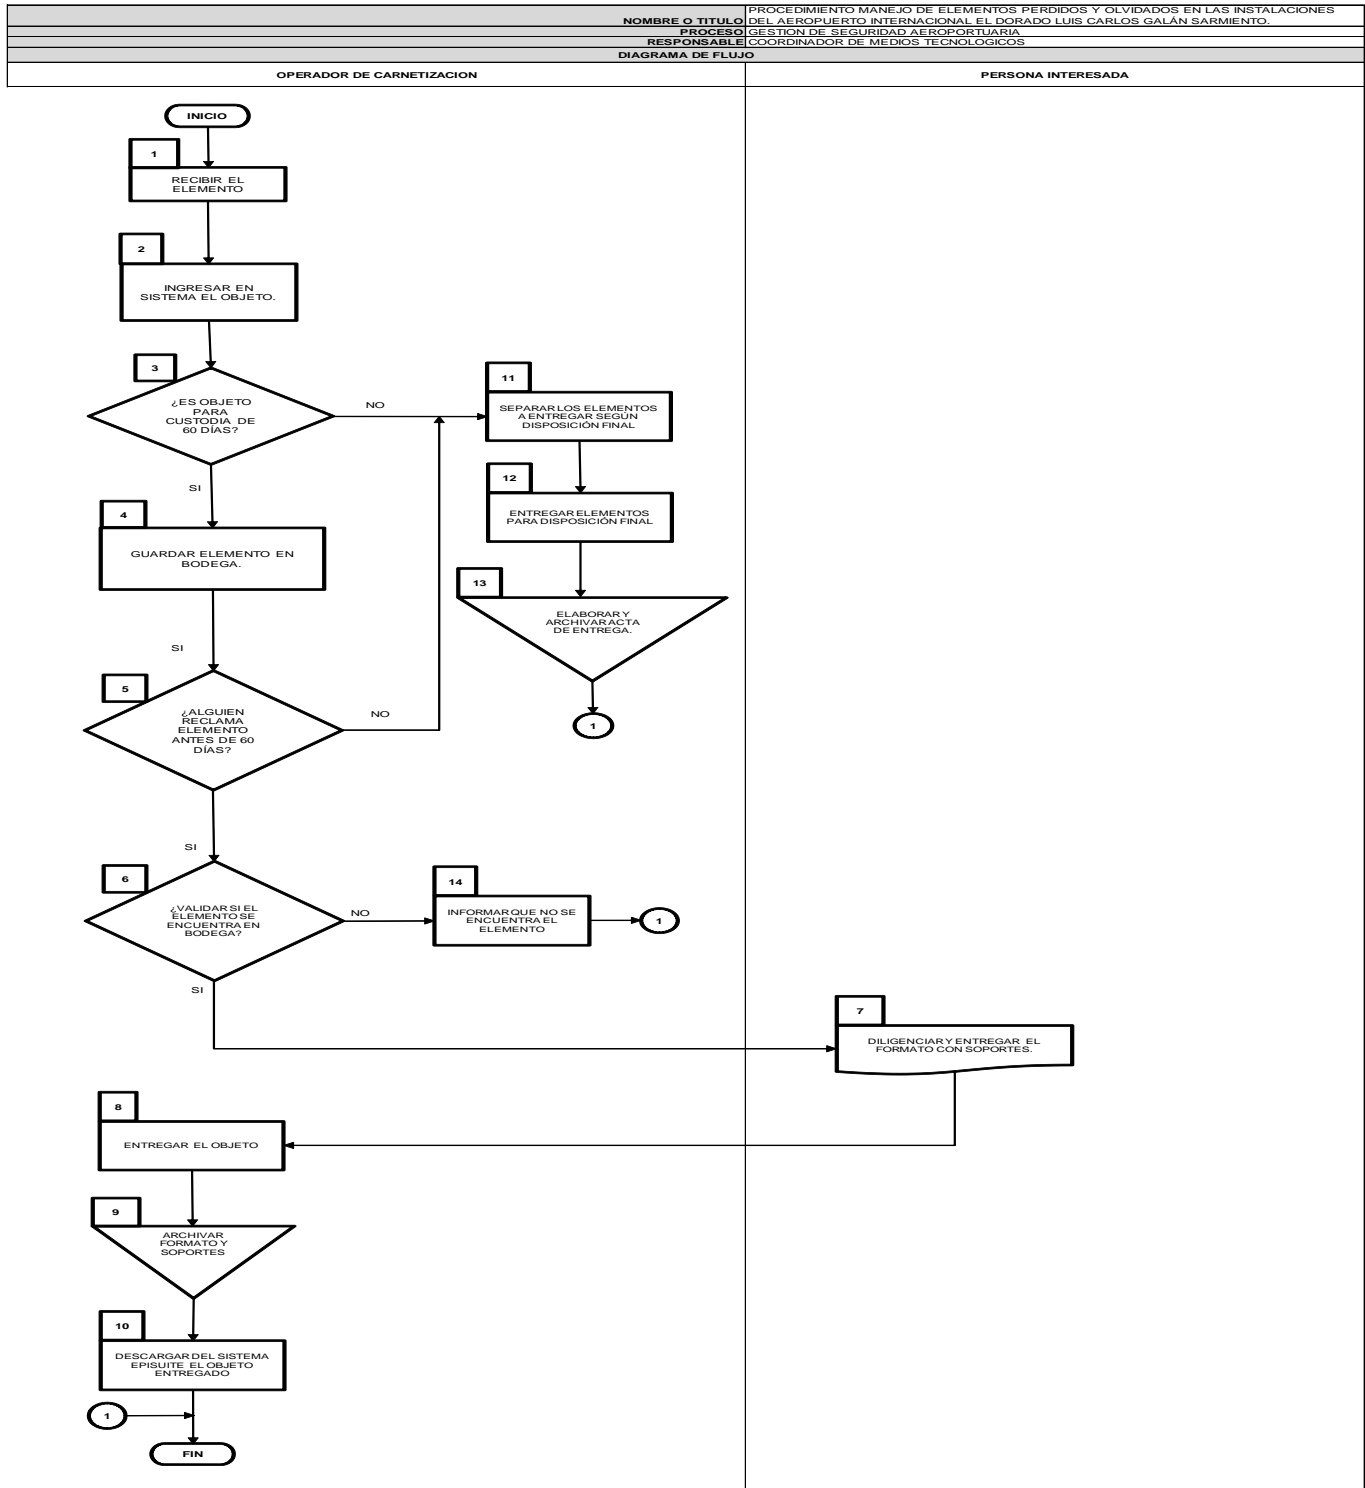 NOMBRE O TITULO
PROCEDIMIENTO MANEJO DE ELEMENTOS PERDIDOS Y OLVIDADOS EN LAS INSTALACIONES
DEL AEROPUERTO INTERNACIONAL EL DORADO LUIS CARLOS GALÁN SARMIENTO.
PROCESO GESTION DE SEGURIDAD AEROPORTUARIA
RESPONSABLE COORDINADOR DE MEDIOS TECNOLOGICOS
DIAGRAMA DE FLUJO
OPERADOR DE CARNETIZACION
PERSONA INTERESADA
INICIO
1
RECIBIR EL
ELEMENTO
2
INGRESAR EN
SISTEMA EL OBJETO.
3
¿ES OBJETO
PARA
CUSTODIA DE
60 DÍAS?
NO
11
SEPARAR LOS ELEMENTOS
A ENTREGAR SEGÚN
DISPOSICIÓN FINAL
12
ENTREGAR ELEMENTOS
PARA DISPOSICIÓN FINAL
13
ELABORAR Y
ARCHIVAR ACTA
DE ENTREGA.
1
SI
4
GUARDAR ELEMENTO EN
BODEGA.
SI
5
¿ALGUIEN
RECLAMA
ELEMENTO
ANTES DE 60
DÍAS?
NO
SI
6
¿VALIDAR SI EL
ELEMENTO SE
ENCUENTRA EN
BODEGA?
NO
14
INFORMAR QUE NO SE
ENCUENTRA EL
ELEMENTO
1
SI
7
DILIGENCIAR Y ENTREGAR EL
FORMATO CON SOPORTES.
8
ENTREGAR EL OBJETO
9
ARCHIVAR
FORMATO Y
SOPORTES
10
DESCARGAR DEL SISTEMA
EPISUITE EL OBJETO
ENTREGADO
1
FIN